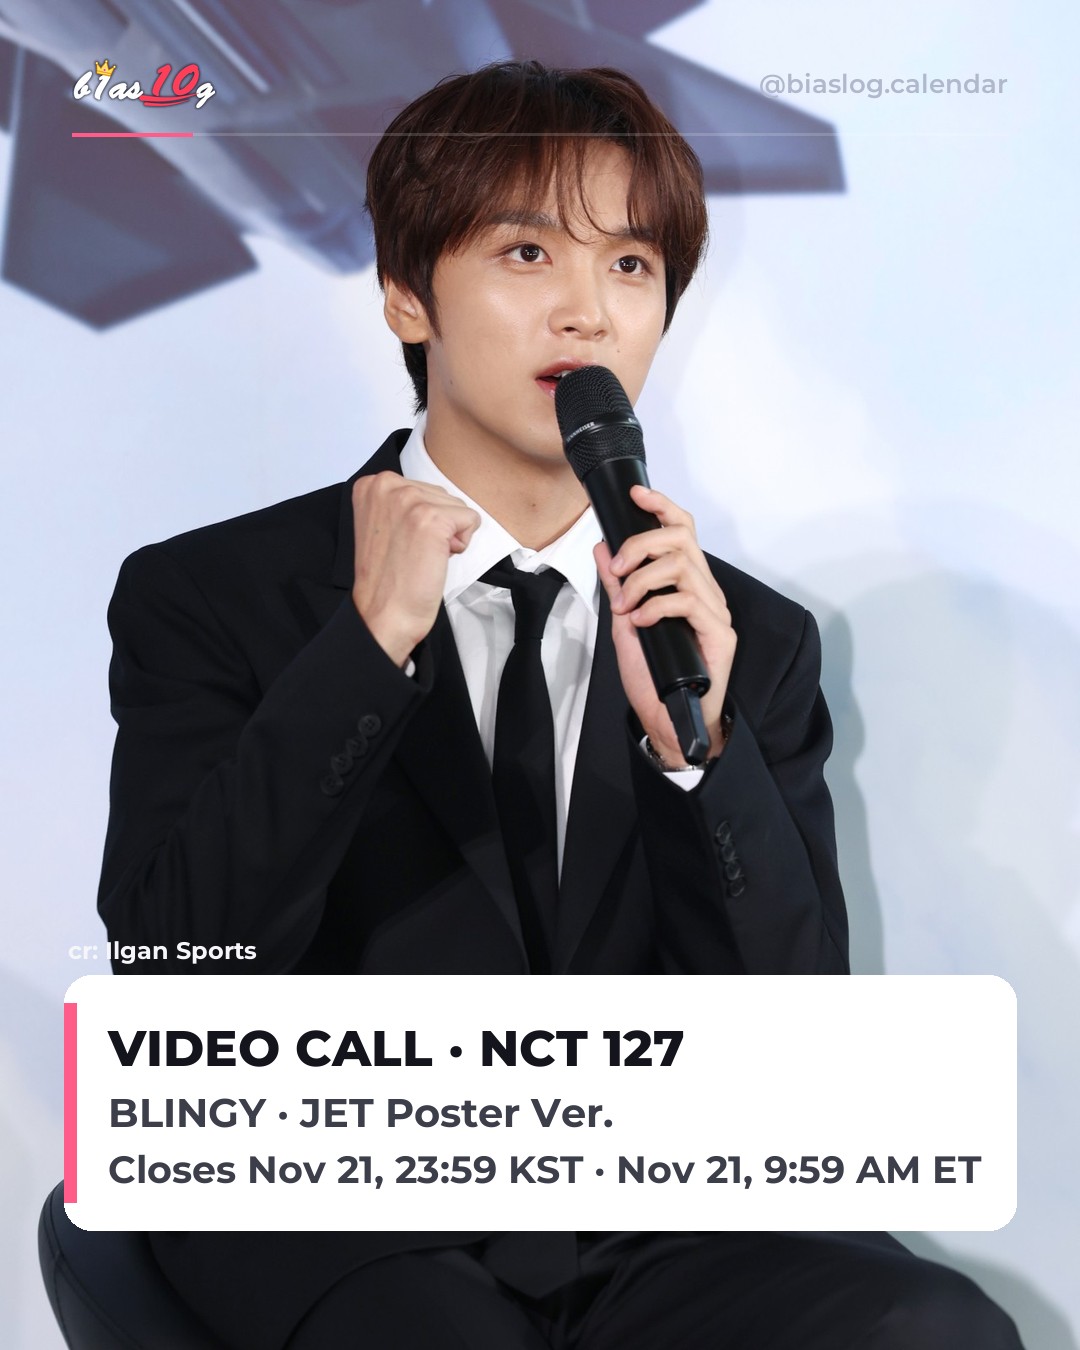 b1as10g
@biaslog.calendar
SENNHEISER
cr: Ilgan Sports
VIDEO CALL • NCT 127
BLINGY • JET Poster Ver.
Closes Nov 21, 23:59 KST • Nov 21, 9:59 AM ET